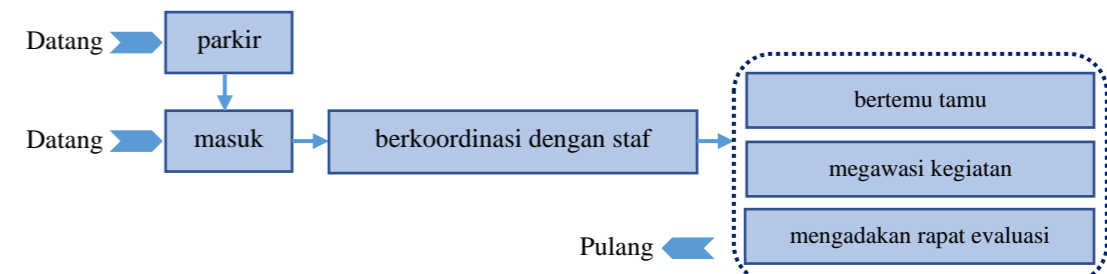 Datang
parkir
Datang
masuk
berkoordinasi dengan staf
bertemu tamu
megawasi kegiatan
mengadakan rapat evaluasi
Pulang